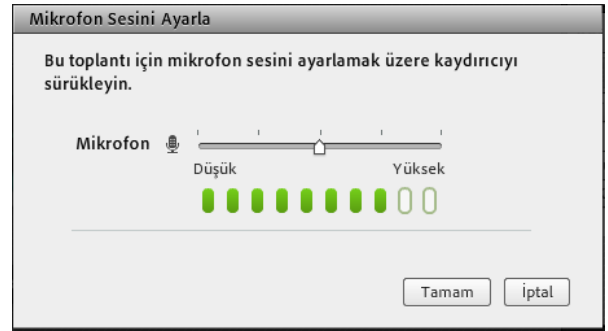 Mikrofon Sesini Ayarla
Bu toplantı için mikrofon sesini ayarlamak üzere kaydırıcıyı
sürükleyin.
Mikrofon
Düşük Yüksek
Tamam İptal